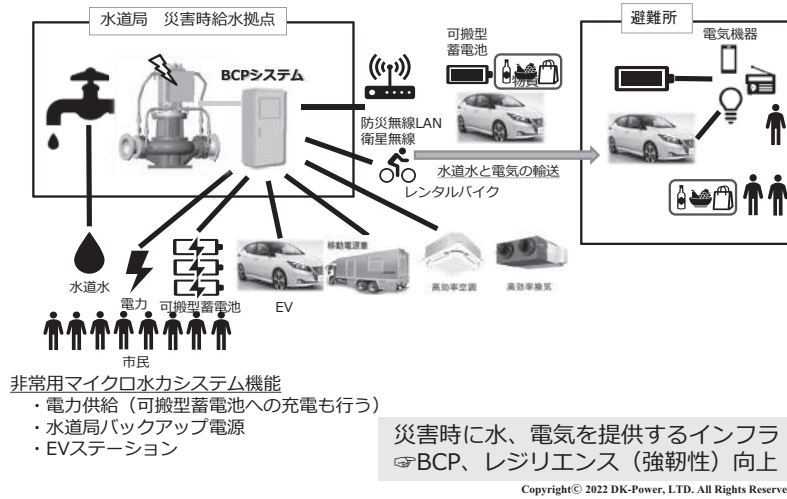 水道局　災害時給水拠点
避難所
BCPシステム
可搬型
蓄電池
物資
電気機器
防災無線LAN
衛星無線
水道水と電気の輸送
レンタルバイク
移動電源車
高効率空調
高効率換気
水道水
電力
可搬型蓄電池
EV
市民
非常用マイクロ水力システム機能
・電力供給（可搬型蓄電池への充電も行う）
・水道局バックアップ電源
・EVステーション
災害時に水、電気を提供するインフラ
☞BCP、レジリエンス（強靭性）向上
Copyright© 2022 DK-Power, LTD. All Rights Reserve